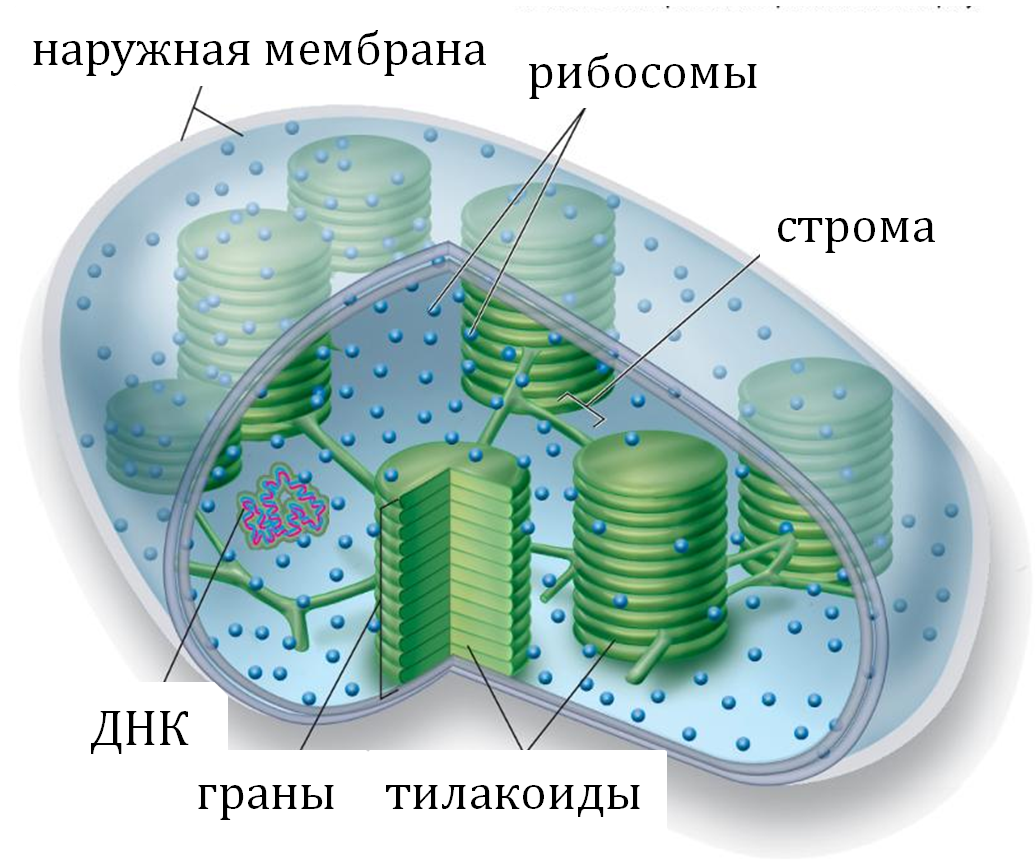 наружная мембрана
рибосомы
строма
ДНК
граны
тилакоиды